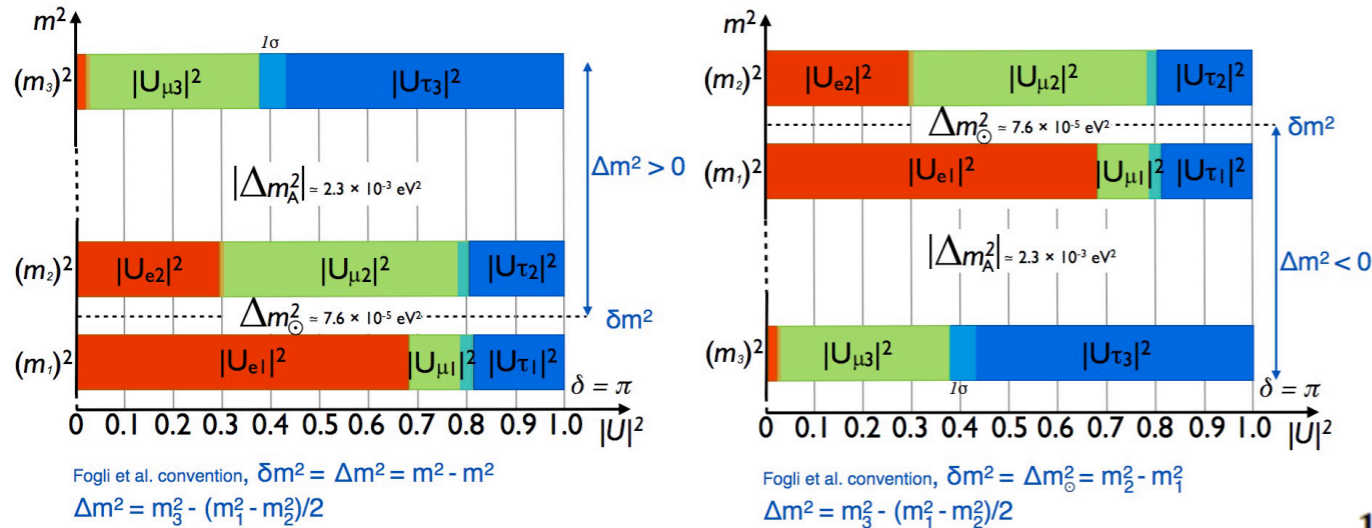 m²
1σ
(m₃)² |Uμ3|² |Uτ3|²
|Δm²A| ≃ 2.3 × 10⁻³ eV²
Δm² > 0
(m₂)² |Ue2|² |Uμ2|² |Uτ2|²
Δm²⊙ ≃ 7.6 × 10⁻⁵ eV²
δm²
(m₁)² |Ue1|² |Uμ1|² |Uτ1|²
δ = π
0 0.1 0.2 0.3 0.4 0.5 0.6 0.7 0.8 0.9 1.0
|U|²
Fogli et al. convention, δm² = Δm² = m² - m²
Δm² = m²₃ - (m²₁ - m²₂)/2
m²
(m₂)² |Ue2|² |Uμ2|² |Uτ2|²
Δm²⊙ ≃ 7.6 × 10⁻⁵ eV²
δm²
(m₁)² |Ue1|² |Uμ1|² |Uτ1|²
|Δm²A| ≃ 2.3 × 10⁻³ eV²
Δm² < 0
(m₃)² |Uμ3|² |Uτ3|²
1σ
δ = π
0 0.1 0.2 0.3 0.4 0.5 0.6 0.7 0.8 0.9 1.0
|U|²
Fogli et al. convention, δm² = Δm²⊙ = m²₂ - m²₁
Δm² = m²₃ - (m²₁ - m²₂)/2